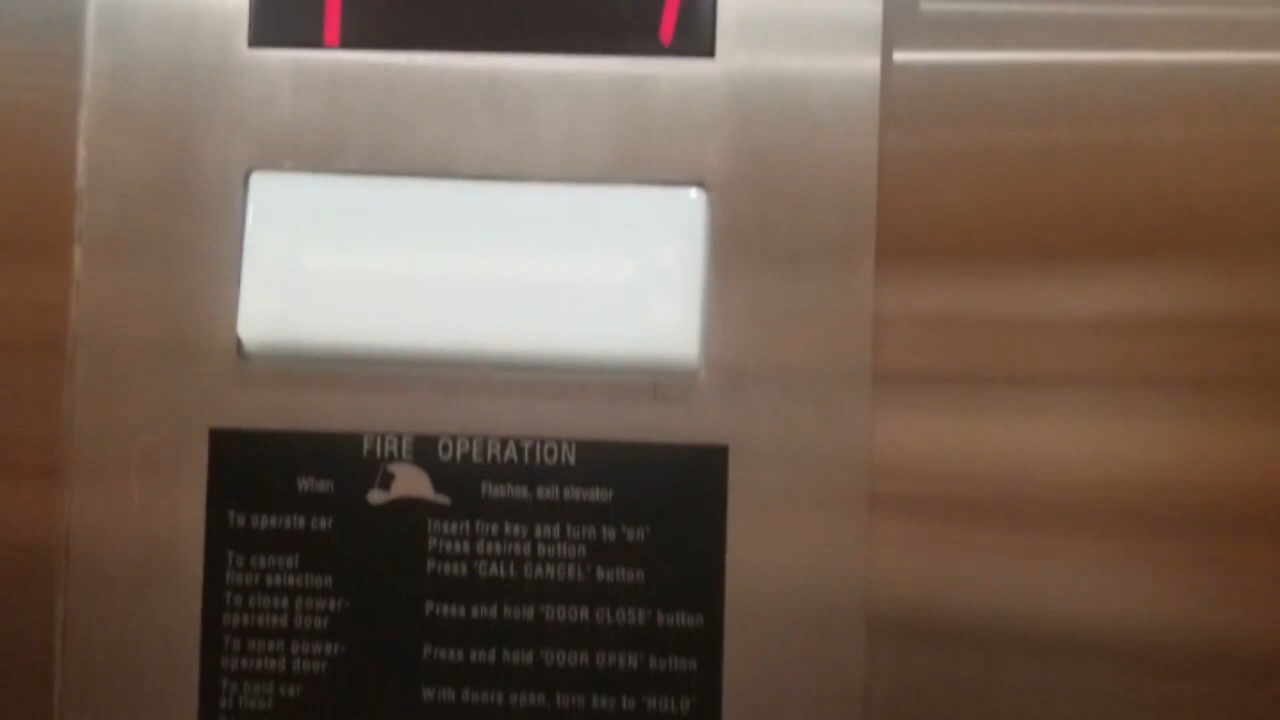 FIRE OPERATION
When Flashes, exit elevator
To operate car Insert fire key and turn to "on"
Press desired button
To cancel
floor selection Press "CALL CANCEL" button
To close power-
operated door Press and hold "DOOR CLOSE" button
To open power-
operated door Press and hold "DOOR OPEN" button
To hold car
at floor With doors open, turn key to "HOLD"